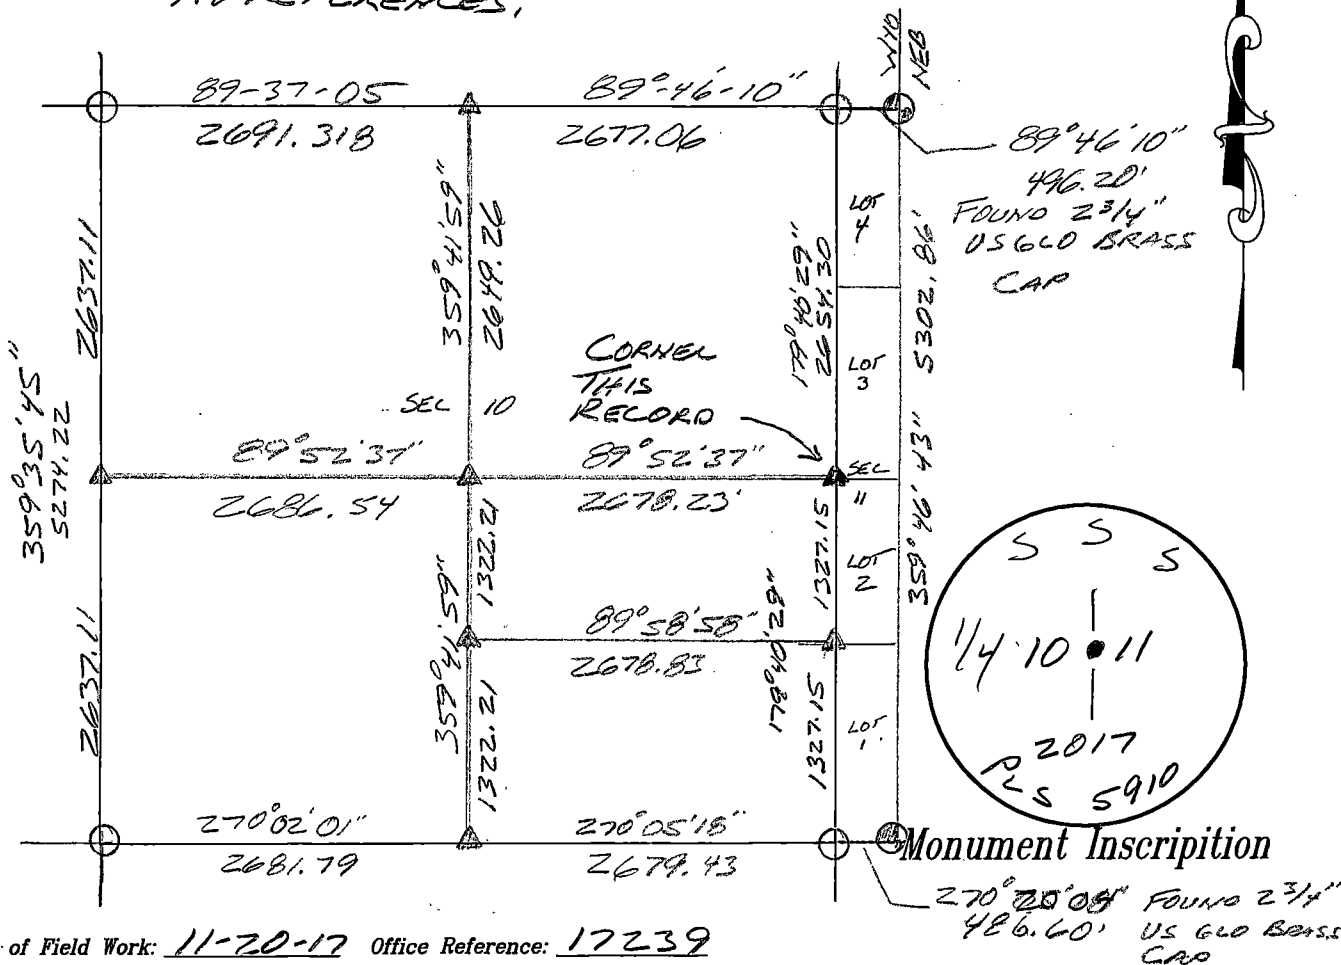 WYO
NEB
89-37-05
2691.318
89°-46-10"
2677.06
89°46'10"
496.20'
FOUND 2 3/4"
US GLO BRASS
CAP
2637.11
359°41'59"
2649.26
179°40'29"
2654.30
LOT
4
LOT
3
5302.86'
359°46'43"
359°35'45"
5274.22
CORNER
THIS
RECORD
SEC 10
89°52'37"
2686.54
89°52'37"
2678.23'
SEC
11
LOT
2
1322.21
1327.15
89°58'58"
2678.83
2637.11
359°41'59"
1322.21
1327.15
LOT
1
S S S
1/4 10 11
2017
PLS 5910
Monument Inscripition
270°02'01"
2681.79
270°05'18"
2679.43
FOUND 2 3/4"
486.60' US GLO BRASS
CAP
of Field Work: 11-20-17 Office Reference: 17239